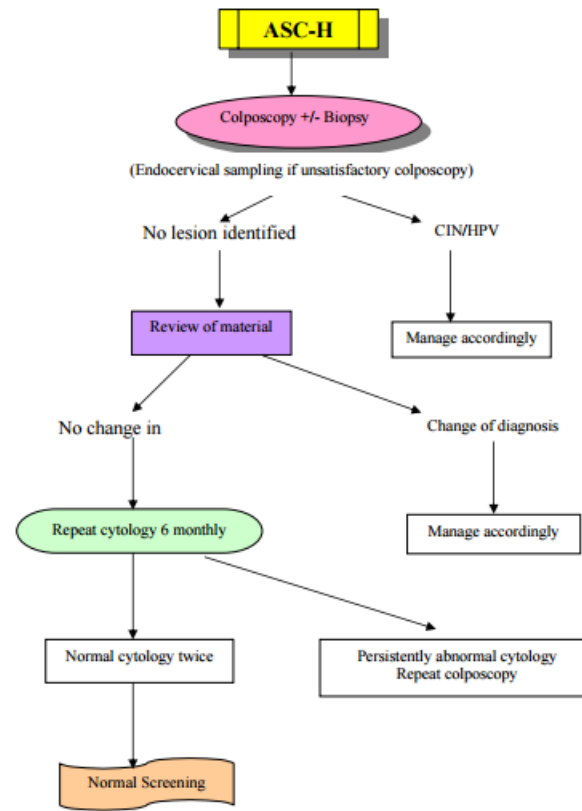 ASC-H
Colposcopy +/- Biopsy
(Endocervical sampling if unsatisfactory colposcopy)
No lesion identified
CIN/HPV
Review of material
Manage accordingly
No change in
Change of diagnosis
Repeat cytology 6 monthly
Manage accordingly
Normal cytology twice
Persistently abnormal cytology
Repeat colposcopy
Normal Screening